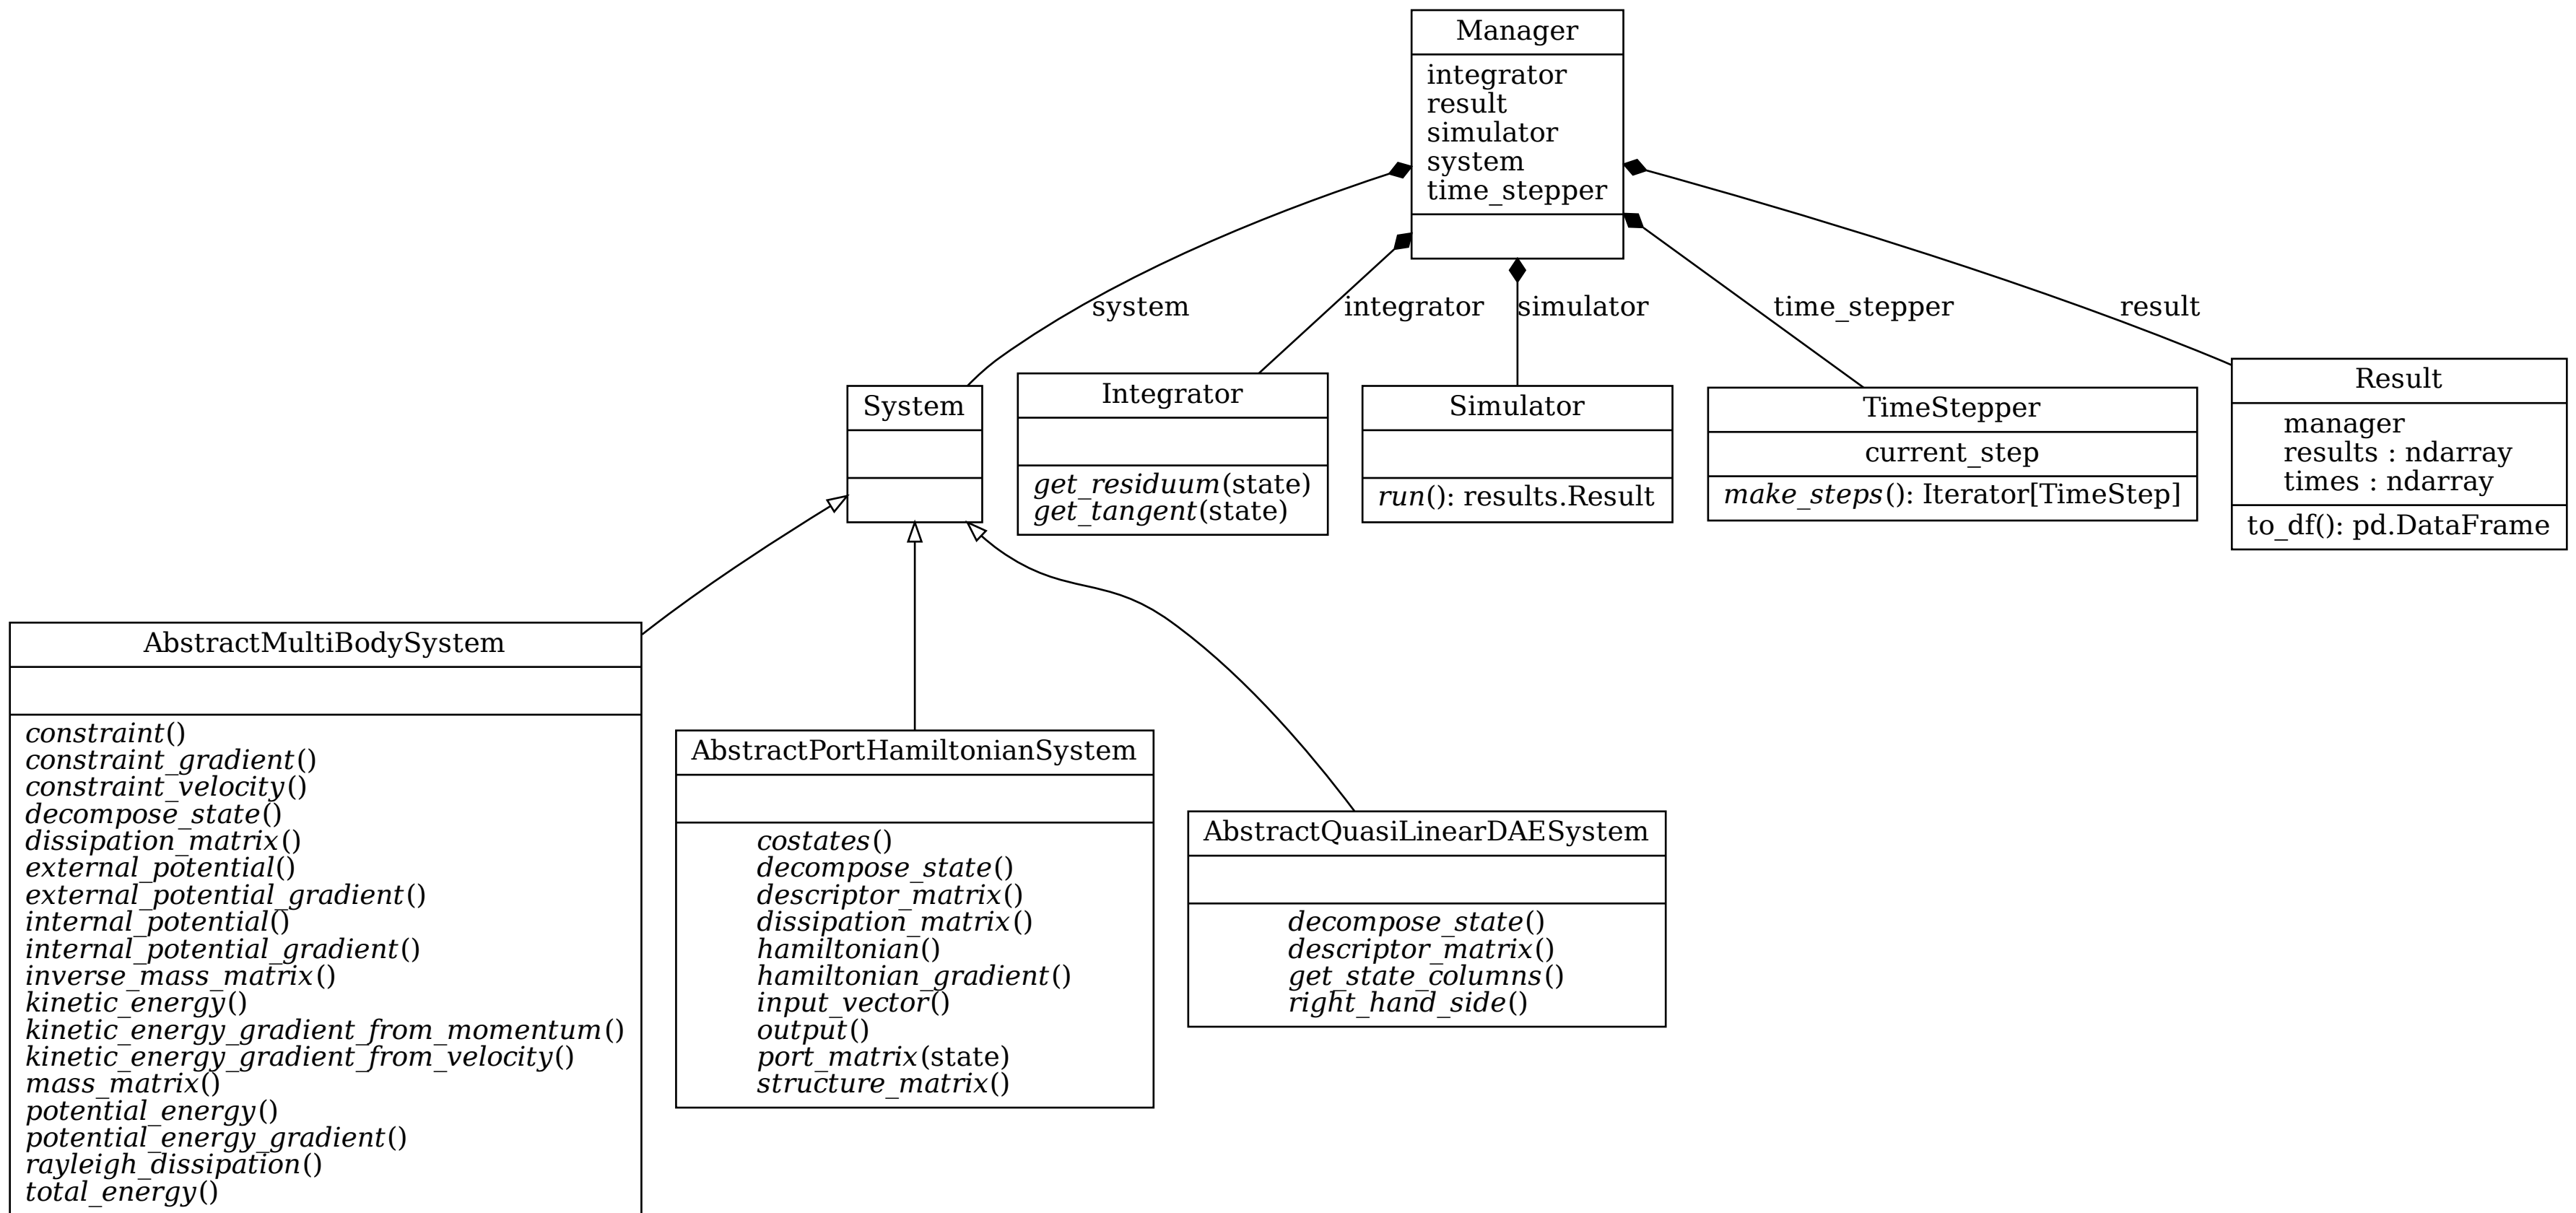 Manager
integrator
result
simulator
system
time_stepper
system
integrator
simulator
time_stepper
result
System
Integrator
get_residuum(state)
get_tangent(state)
Simulator
run(): results.Result
TimeStepper
current_step
make_steps(): Iterator[TimeStep]
Result
manager
results : ndarray
times : ndarray
to_df(): pd.DataFrame
AbstractMultiBodySystem
constraint()
constraint_gradient()
constraint_velocity()
decompose_state()
dissipation_matrix()
external_potential()
external_potential_gradient()
internal_potential()
internal_potential_gradient()
inverse_mass_matrix()
kinetic_energy()
kinetic_energy_gradient_from_momentum()
kinetic_energy_gradient_from_velocity()
mass_matrix()
potential_energy()
potential_energy_gradient()
rayleigh_dissipation()
total_energy()
AbstractPortHamiltonianSystem
costates()
decompose_state()
descriptor_matrix()
dissipation_matrix()
hamiltonian()
hamiltonian_gradient()
input_vector()
output()
port_matrix(state)
structure_matrix()
AbstractQuasiLinearDAESystem
decompose_state()
descriptor_matrix()
get_state_columns()
right_hand_side()